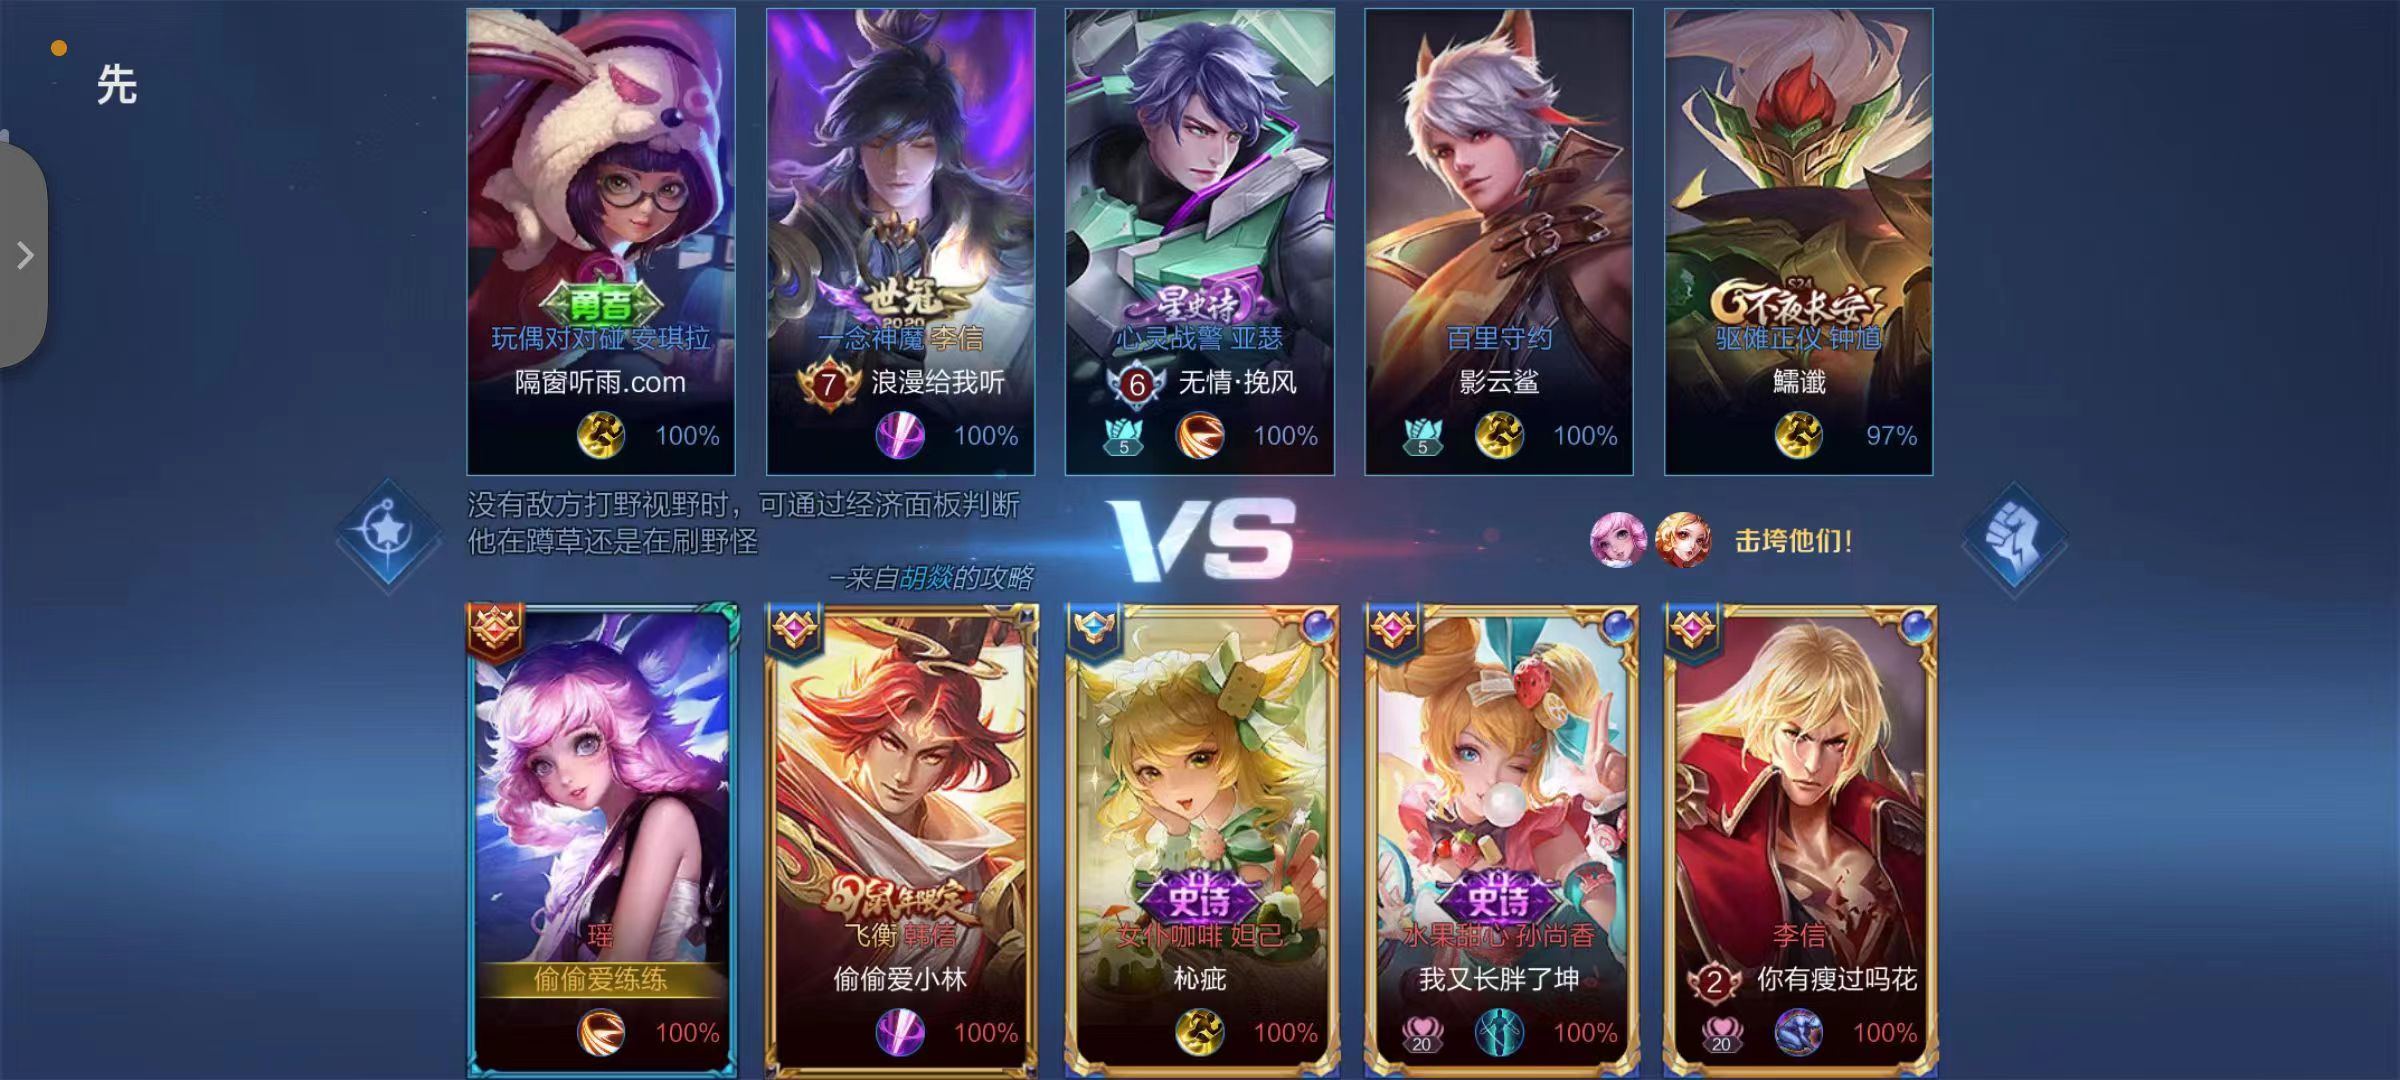 先
勇者
玩偶对对碰 安琪拉
隔窗听雨.com
100%
世冠
2020
一念神魔 李信
7 浪漫给我听
100%
星史诗
心灵战警 亚瑟
6 无情·挽风
5 100%
百里守约
影云鲨
5 100%
S24
不夜长安
驱傩正仪 钟馗
鱬谶
97%
没有敌方打野视野时，可通过经济面板判断
他在蹲草还是在刷野怪
–来自胡燚的攻略
VS
击垮他们！
瑶
偷偷爱练练
100%
鼠年限定
飞衡 韩信
偷偷爱小林
100%
史诗
女仆咖啡 妲己
杺疵
100%
史诗
水果甜心 孙尚香
我又长胖了坤
20 100%
李信
2 你有瘦过吗花
20 100%